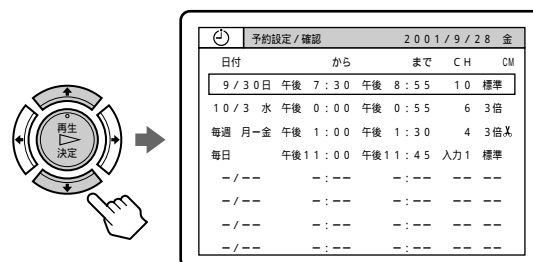 再生
決定
予約設定/確認 2001/9/28 金
日付 から まで CH CM
9/30日 午後 7:30 午後 8:55 10 標準
10/3 水 午後 0:00 午後 0:55 6 3倍
毎週 月ー金 午後 1:00 午後 1:30 4 3倍
毎日 午後11:00 午後11:45 入力1 標準
−/−− −:−− −:−− −− −−
−/−− −:−− −:−− −− −−
−/−− −:−− −:−− −− −−
−/−− −:−− −:−− −− −−